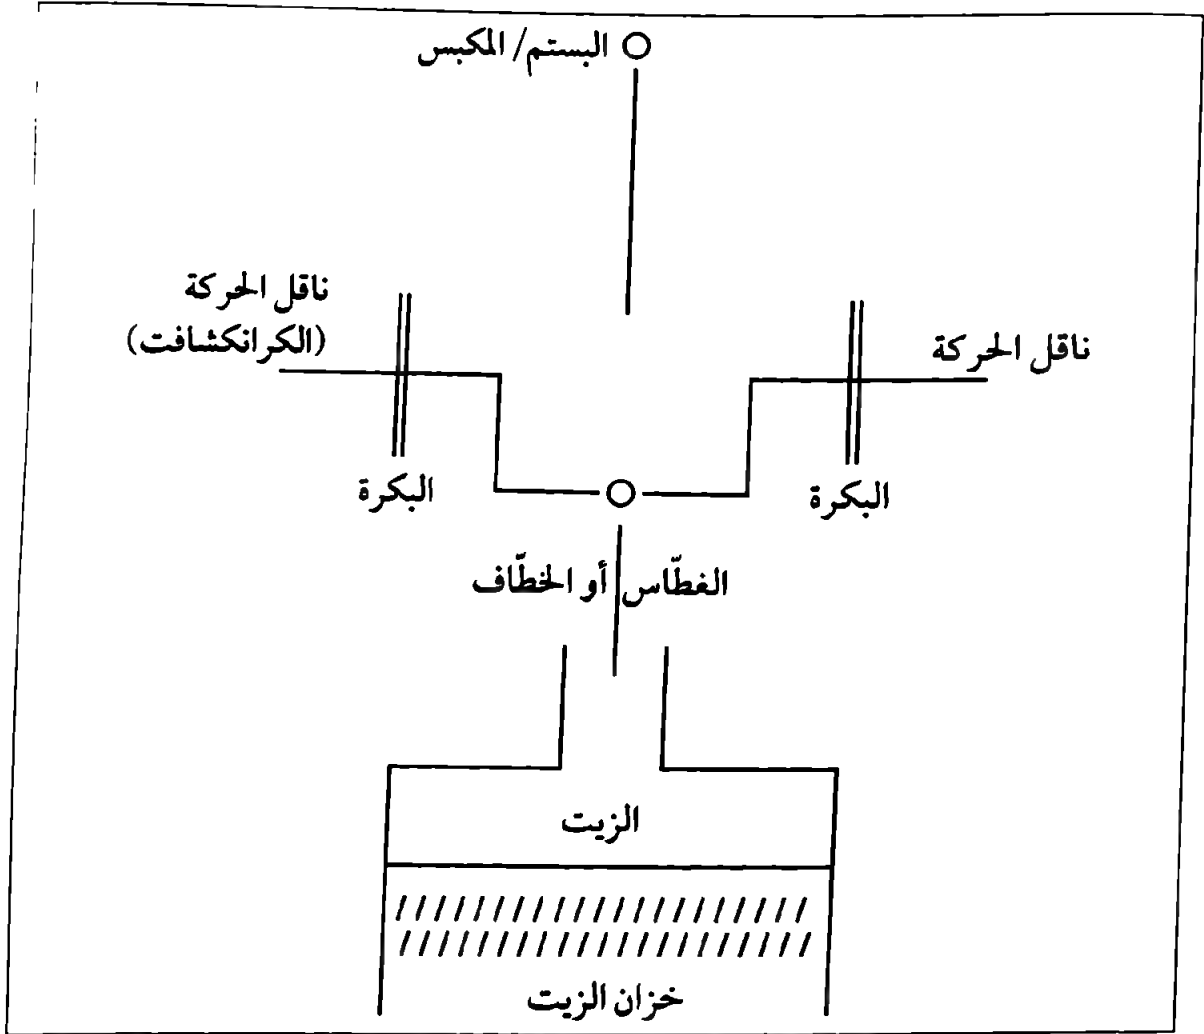 البستم/ المكبس
ناقل الحركة
ناقل الحركة
(الكرانكشافت)
البكرة
البكرة
الغطّاس أو الخطّاف
الزيت
خزان الزيت